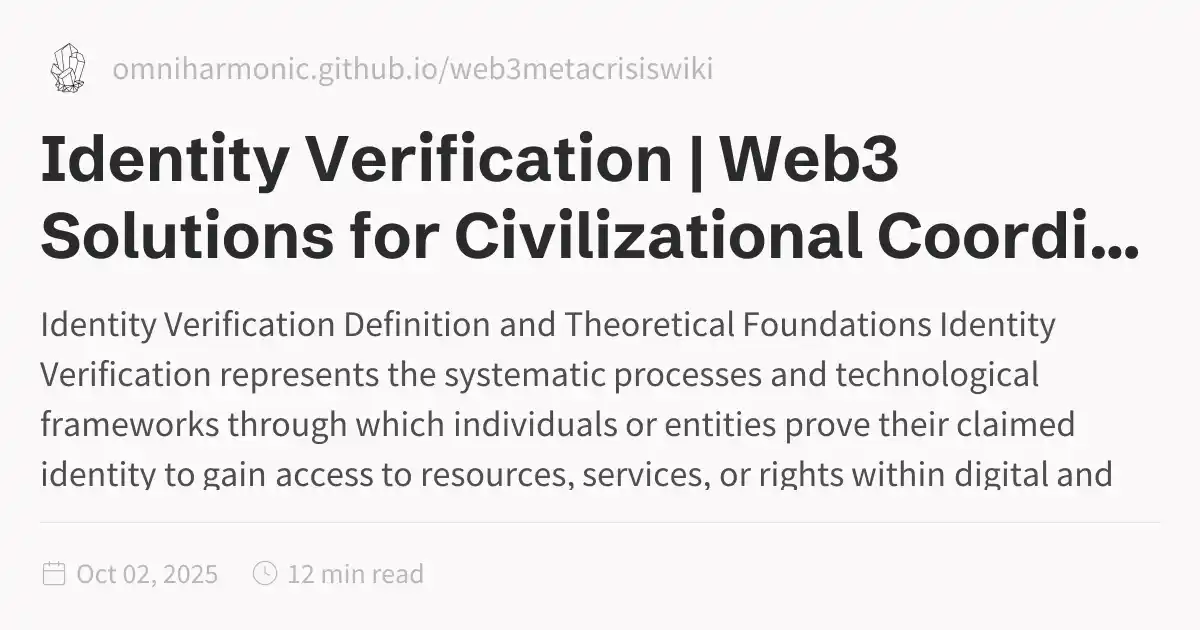 omniharmonic.github.io/web3metacrisiswiki
Identity Verification | Web3
Solutions for Civilizational Coordi...
Identity Verification Definition and Theoretical Foundations Identity
Verification represents the systematic processes and technological
frameworks through which individuals or entities prove their claimed
identity to gain access to resources, services, or rights within digital and
Oct 02, 2025
12 min read